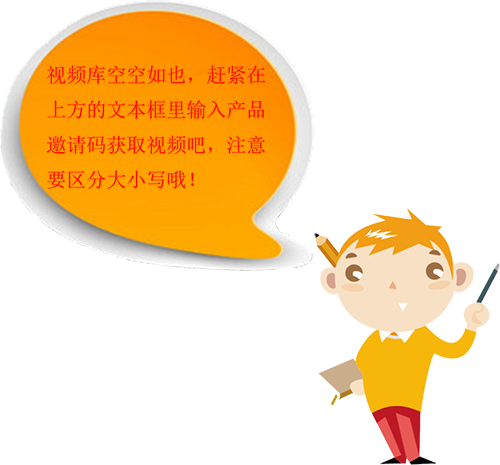 视频库空空如也，赶紧在
上方的文本框里输入产品
邀请码获取视频吧，注意
要区分大小写哦！